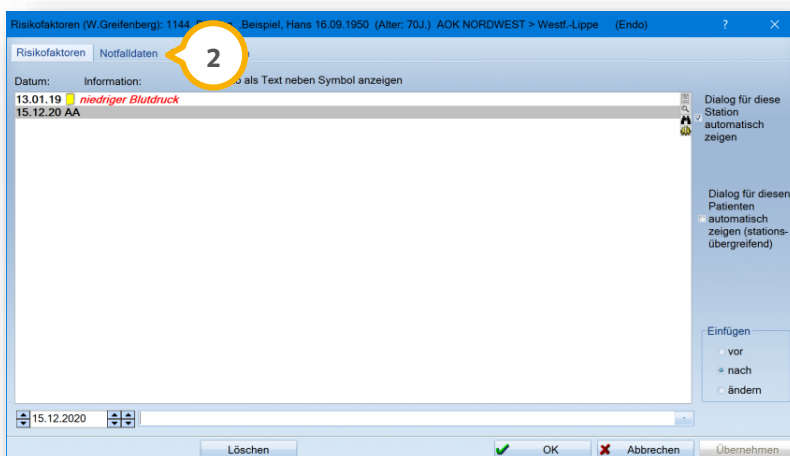 Risikofaktoren (W.Greifenberg): 1144 ,Beispiel, Hans 16.09.1950 (Alter: 70J.) AOK NORDWEST > Westf.-Lippe (Endo) ?
Risikofaktoren Notfalldaten
2
Datum: Information: als Text neben Symbol anzeigen
13.01.19 niedriger Blutdruck
15.12.20 AA
Dialog für diese
Station
automatisch
zeigen
Dialog für diesen
Patienten
automatisch
zeigen (stations-
übergreifend)
Einfügen
vor
nach
ändern
15.12.2020
Löschen OK Abbrechen Übernehmen